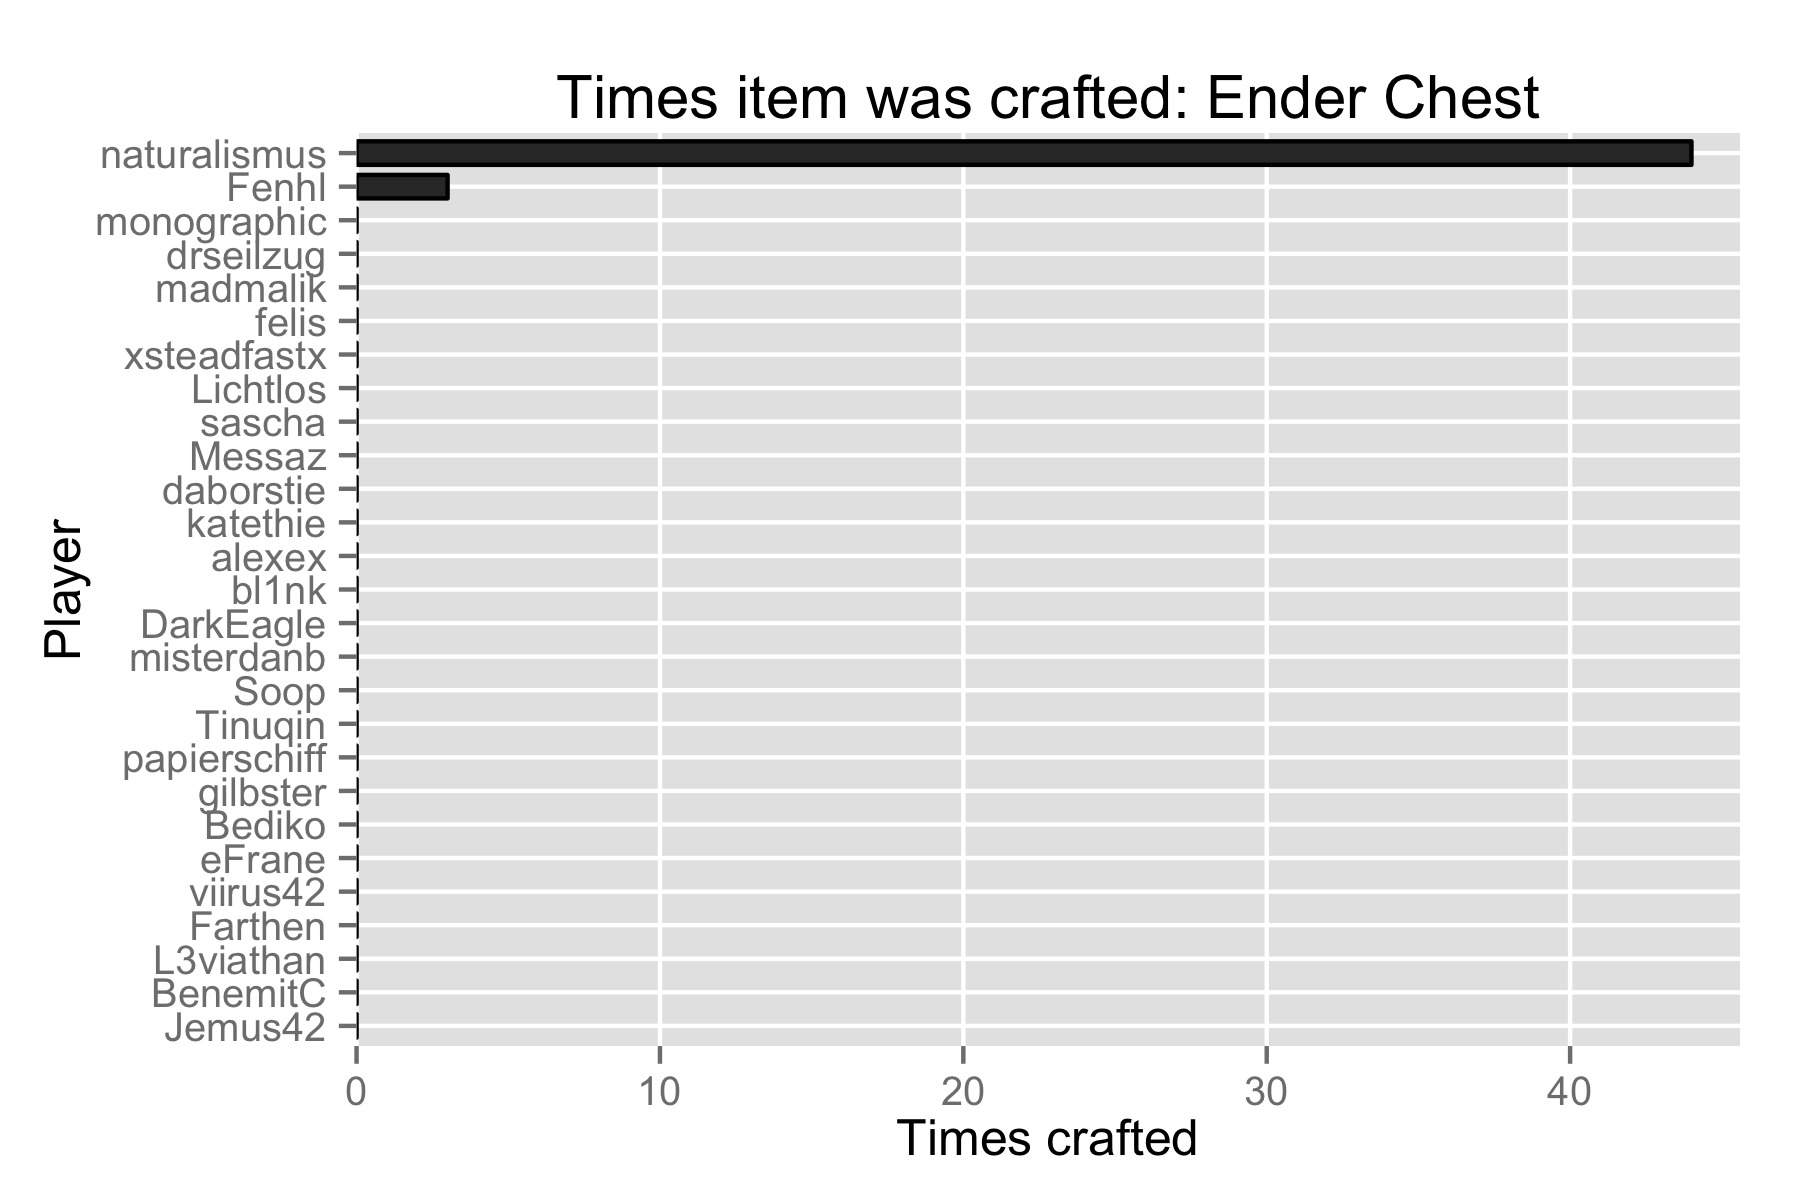 Times item was crafted: Ender Chest
naturalismus
Fenhl
monographic
drseilzug
madmalik
felis
xsteadfastx
Lichtlos
sascha
Messaz
daborstie
katethie
alexex
bl1nk
DarkEagle
misterdanb
Soop
Tinuqin
papierschiff
gilbster
Bediko
eFrane
viirus42
Farthen
L3viathan
BenemitC
Jemus42
Player
0 10 20 30 40
Times crafted